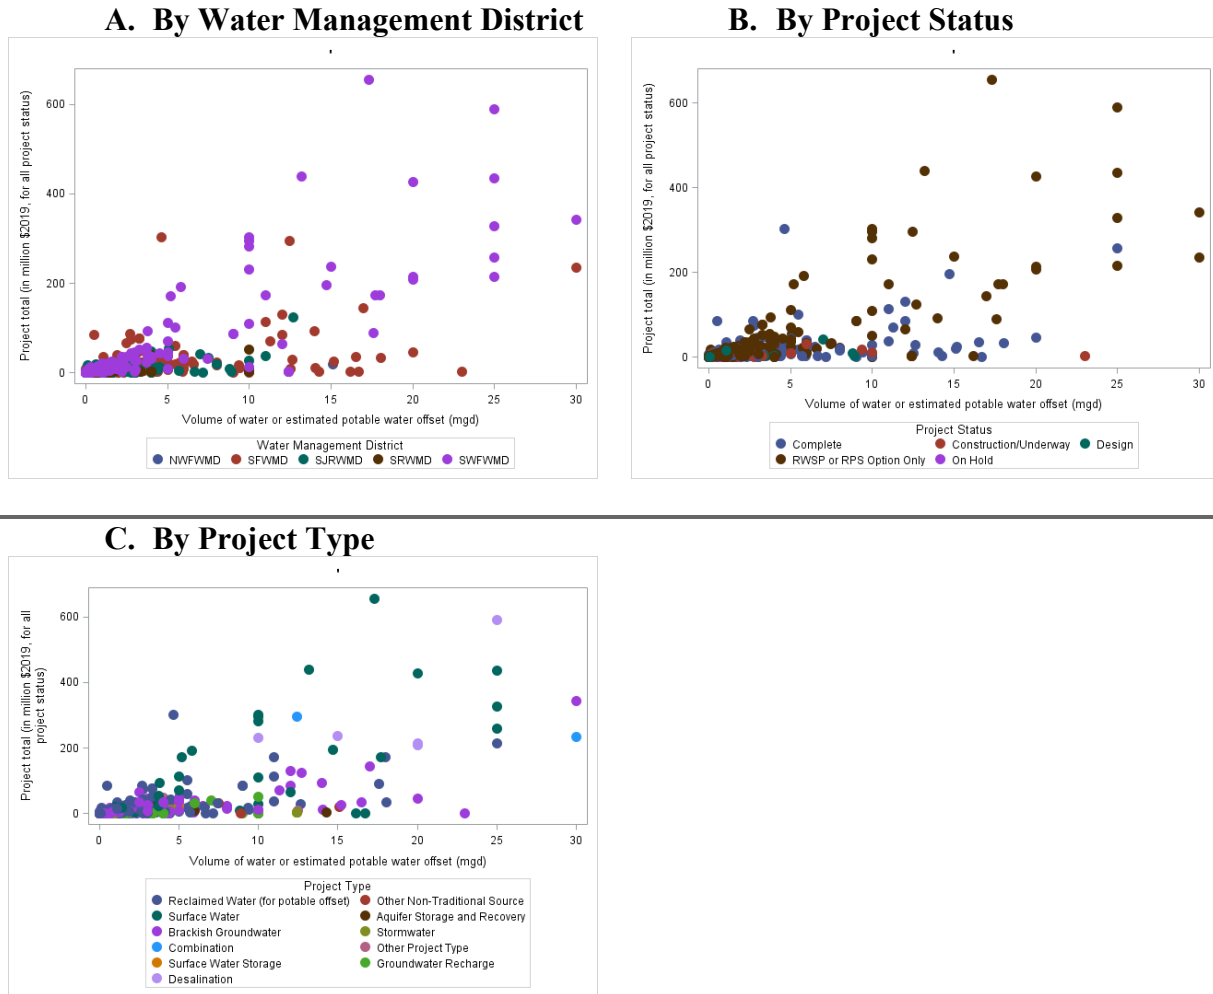 A. By Water Management District
Project total (in million $2019, for all project status)
600
400
200
0
0 5 10 15 20 25 30
Volume of water or estimated potable water offset (mgd)
Water Management District
NWFWMD SFWMD SJRWMD SRWMD SWFWMD
B. By Project Status
Project total (in million $2019, for all project status)
600
400
200
0
0 5 10 15 20 25 30
Volume of water or estimated potable water offset (mgd)
Project Status
Complete Construction/Underway Design
RWSP or RPS Option Only On Hold
C. By Project Type
Project total (in million $2019, for all
project status)
600
400
200
0
0 5 10 15 20 25 30
Volume of water or estimated potable water offset (mgd)
Project Type
Reclaimed Water (for potable offset) Other Non-Traditional Source
Surface Water Aquifer Storage and Recovery
Brackish Groundwater Stormwater
Combination Other Project Type
Surface Water Storage Groundwater Recharge
Desalination